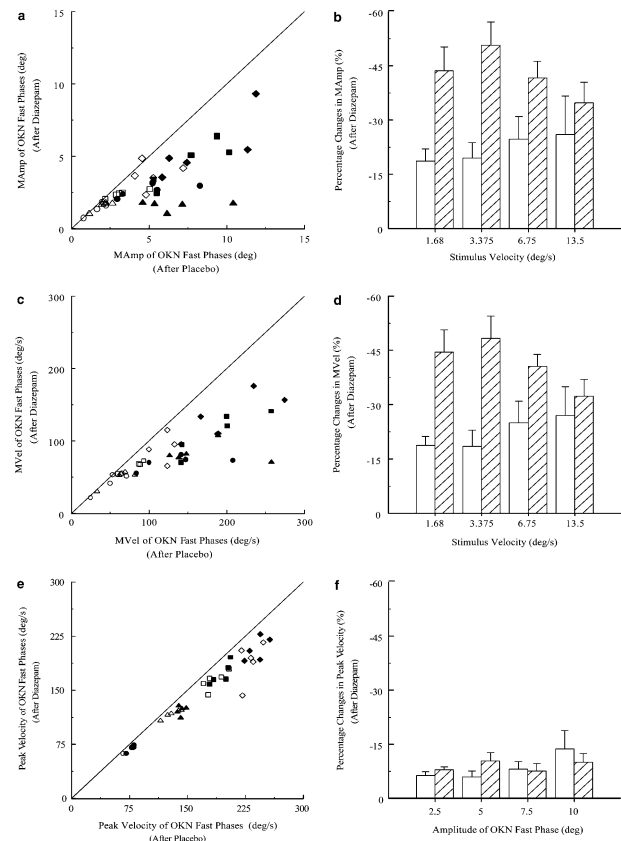 a
MAmp of OKN Fast Phases (deg)
(After Diazepam)
15
10
5
0
0
5
10
15
MAmp of OKN Fast Phases (deg)
(After Placebo)
b
Percentage Changes in MAmp (%)
(After Diazepam)
-60
-45
-30
-15
0
1.68
3.375
6.75
13.5
Stimulus Velocity (deg/s)
c
MVel of OKN Fast Phases (deg/s)
(After Diazepam)
300
200
100
0
0
100
200
300
MVel of OKN Fast Phases (deg/s)
(After Placebo)
d
Percentage Changes in MVel (%)
(After Diazepam)
-60
-45
-30
-15
0
1.68
3.375
6.75
13.5
Stimulus Velocity (deg/s)
e
Peak Velocity of OKN Fast Phases (deg/s)
(After Diazepam)
300
225
150
75
0
0
75
150
225
300
Peak Velocity of OKN Fast Phases (deg/s)
(After Placebo)
f
Percentage Changes in Peak Velocity (%)
(After Diazepam)
-60
-45
-30
-15
0
2.5
5
7.5
10
Amplitude of OKN Fast Phase (deg)